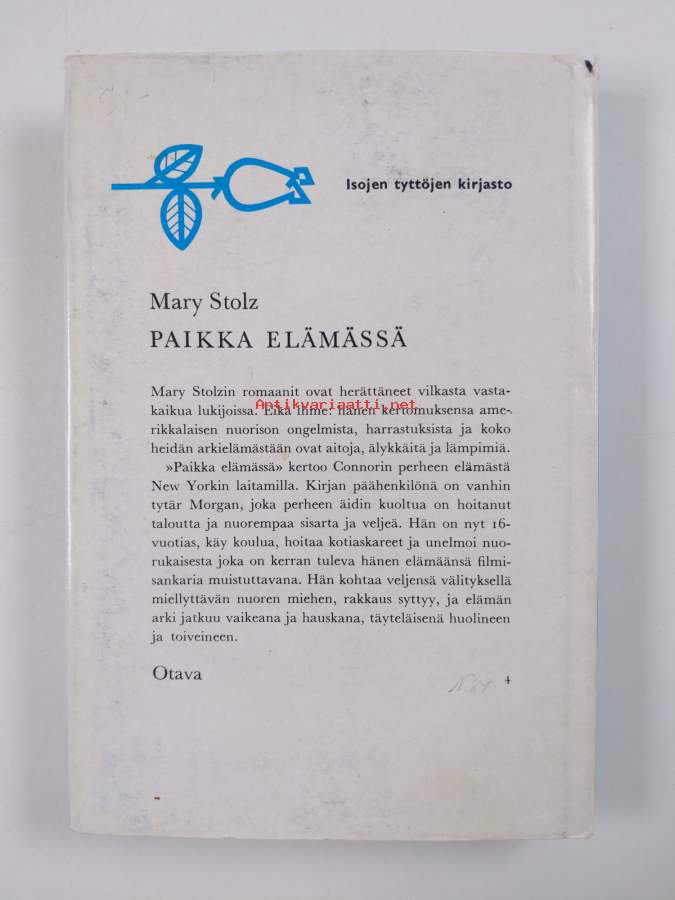 Isojen tyttöjen kirjasto
Mary Stolz
PAIKKA ELÄMÄSSÄ
Mary Stolzin romaanit ovat herättäneet vilkasta vasta-
kaikua lukijoissa. Eikä ihme: hänen kertomuksensa ame-
Antikvariaatti.net
rikkalaisen nuorison ongelmista, harrastuksista ja koko
heidän arkielämästään ovat aitoja, älykkäitä ja lämpimiä.
»Paikka elämässä» kertoo Connorin perheen elämästä
New Yorkin laitamilla. Kirjan päähenkilönä on vanhin
tytär Morgan, joka perheen äidin kuoltua on hoitanut
taloutta ja nuorempaa sisarta ja veljeä. Hän on nyt 16-
vuotias, käy koulua, hoitaa kotiaskareet ja unelmoi nuo-
rukaisesta joka on kerran tuleva hänen elämäänsä filmi-
sankaria muistuttavana. Hän kohtaa veljensä välityksellä
miellyttävän nuoren miehen, rakkaus syttyy, ja elämän
arki jatkuu vaikeana ja hauskana, täyteläisenä huolineen
ja toiveineen.
Otava
4